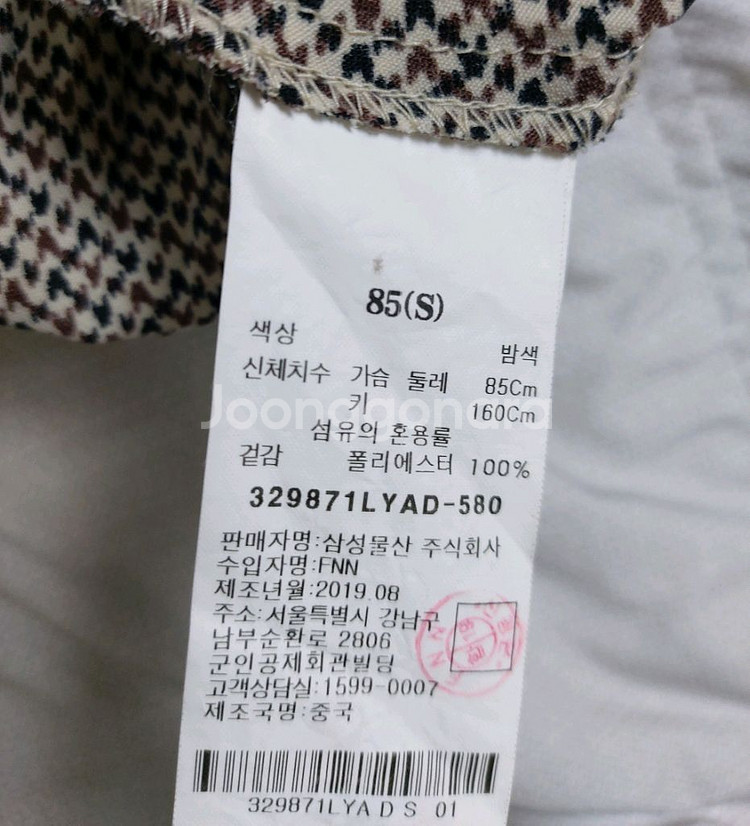 85(S)
색상 밤색
신체치수 가슴 둘레 85Cm
키 160Cm
Joonggonara
섬유의 혼용률
겉감 폴리에스터 100%
329871LYAD-580
판매자명:삼성물산 주식회사
수입자명:FNN
제조년월:2019.08
주소:서울특별시 강남구
남부순환로 2806
군인공제회관빌딩
고객상담실:1599-0007
제조국명:중국
329871LYA D S 01